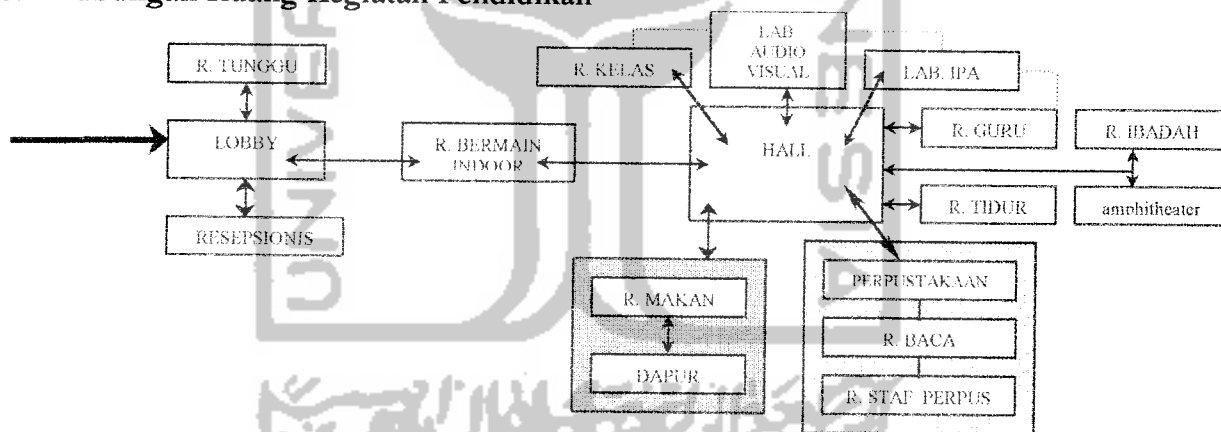 Ruang Kegiatan Pendidikan
LAB
AUDIO
VISUAL
R. TUNGGU
R. KELAS
LAB. IPA
LOBBY
R. BERMAIN
INDOOR
HALL
R. GURU
R. IBADAH
R. TIDUR
amphitheater
RESEPSIONIS
R. MAKAN
DAPUR
PERPUSTAKAAN
R. BACA
R. STAF PERPUS